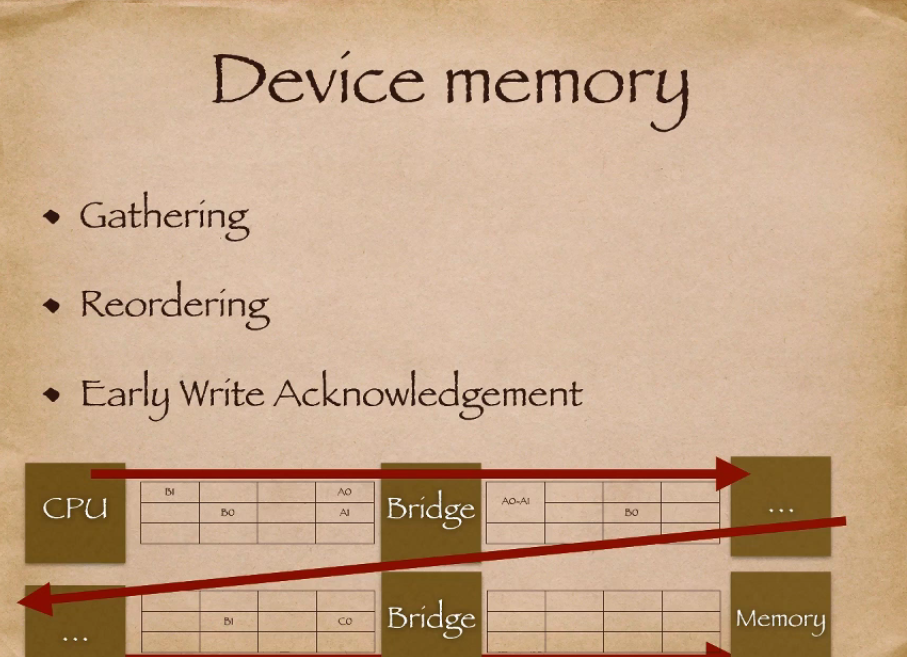 Device memory
• Gathering
• Reordering
• Early Write Acknowledgement
CPU
B1 A0
B0 A1
Bridge
A0-A1
B0
...
...
B1 C0
Bridge
Memory